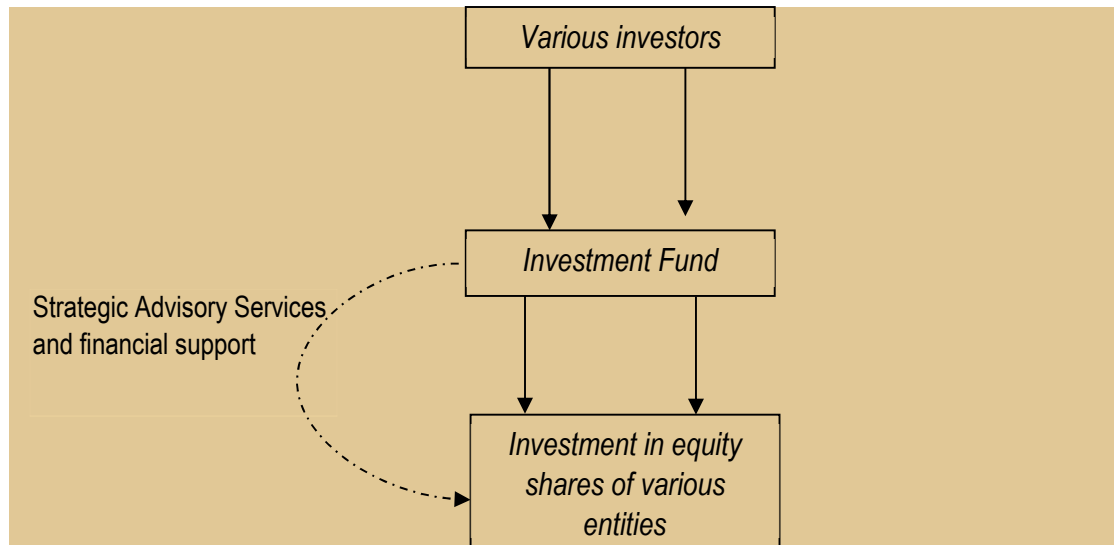 Various investors
Investment Fund
Strategic Advisory Services
and financial support
Investment in equity
shares of various
entities